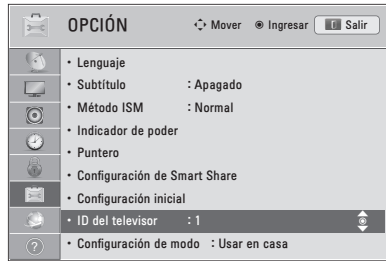 OPCIÓN Mover Ingresar Salir
• Lenguaje
• Subtítulo : Apagado
• Método ISM : Normal
• Indicador de poder
• Puntero
• Configuración de Smart Share
• Configuración inicial
• ID del televisor : 1
• Configuración de modo : Usar en casa
?